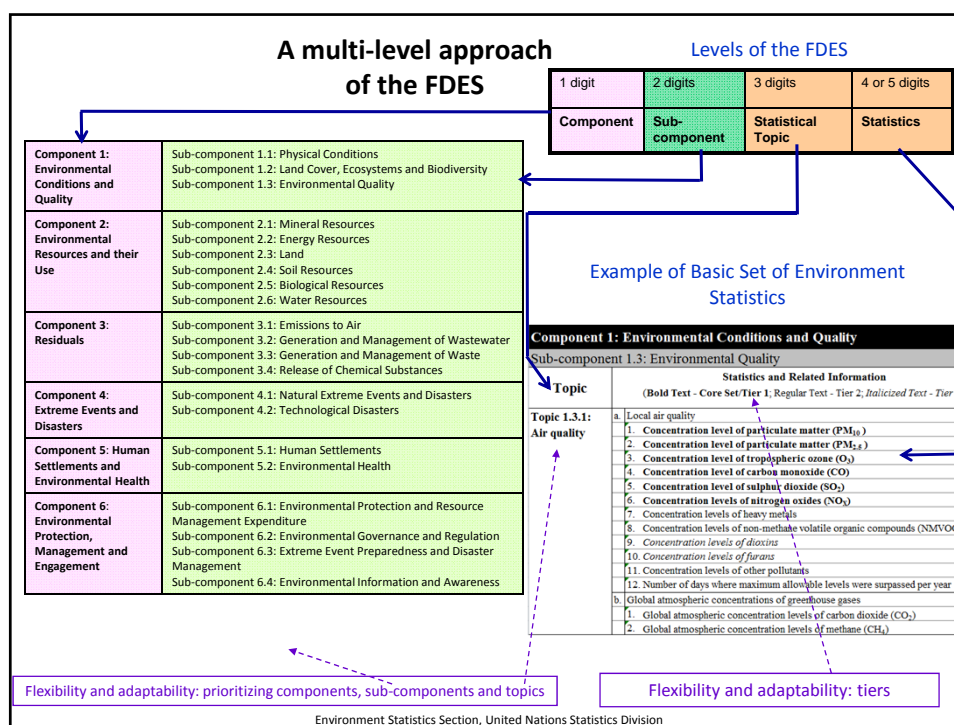 A multi-level approach
of the FDES
Levels of the FDES
1 digit
2 digits
3 digits
4 or 5 digits
Component
Sub-
component
Statistical
Topic
Statistics
Component 1:
Environmental
Conditions and
Quality
Sub-component 1.1: Physical Conditions
Sub-component 1.2: Land Cover, Ecosystems and Biodiversity
Sub-component 1.3: Environmental Quality
Component 2:
Environmental
Resources and their
Use
Sub-component 2.1: Mineral Resources
Sub-component 2.2: Energy Resources
Sub-component 2.3: Land
Sub-component 2.4: Soil Resources
Sub-component 2.5: Biological Resources
Sub-component 2.6: Water Resources
Component 3:
Residuals
Sub-component 3.1: Emissions to Air
Sub-component 3.2: Generation and Management of Wastewater
Sub-component 3.3: Generation and Management of Waste
Sub-component 3.4: Release of Chemical Substances
Component 4:
Extreme Events and
Disasters
Sub-component 4.1: Natural Extreme Events and Disasters
Sub-component 4.2: Technological Disasters
Component 5: Human
Settlements and
Environmental Health
Sub-component 5.1: Human Settlements
Sub-component 5.2: Environmental Health
Component 6:
Environmental
Protection,
Management and
Engagement
Sub-component 6.1: Environmental Protection and Resource
Management Expenditure
Sub-component 6.2: Environmental Governance and Regulation
Sub-component 6.3: Extreme Event Preparedness and Disaster
Management
Sub-component 6.4: Environmental Information and Awareness
Example of Basic Set of Environment
Statistics
Component 1: Environmental Conditions and Quality
Sub-component 1.3: Environmental Quality
Topic
Statistics and Related Information
(Bold Text - Core Set/Tier 1; Regular Text - Tier 2; Italicized Text - Tier
Topic 1.3.1:
Air quality
a. Local air quality
1. Concentration level of particulate matter (PM₁₀)
2. Concentration level of particulate matter (PM₂.₅)
3. Concentration level of tropospheric ozone (O₃)
4. Concentration level of carbon monoxide (CO)
5. Concentration level of sulphur dioxide (SO₂)
6. Concentration levels of nitrogen oxides (NOₓ)
7. Concentration levels of heavy metals
8. Concentration levels of non-methane volatile organic compounds (NMVOC
9. Concentration levels of dioxins
10. Concentration levels of furans
11. Concentration levels of other pollutants
12. Number of days where maximum allowable levels were surpassed per year
b. Global atmospheric concentrations of greenhouse gases
1. Global atmospheric concentration levels of carbon dioxide (CO₂)
2. Global atmospheric concentration levels of methane (CH₄)
Flexibility and adaptability: prioritizing components, sub-components and topics
Flexibility and adaptability: tiers
Environment Statistics Section, United Nations Statistics Division